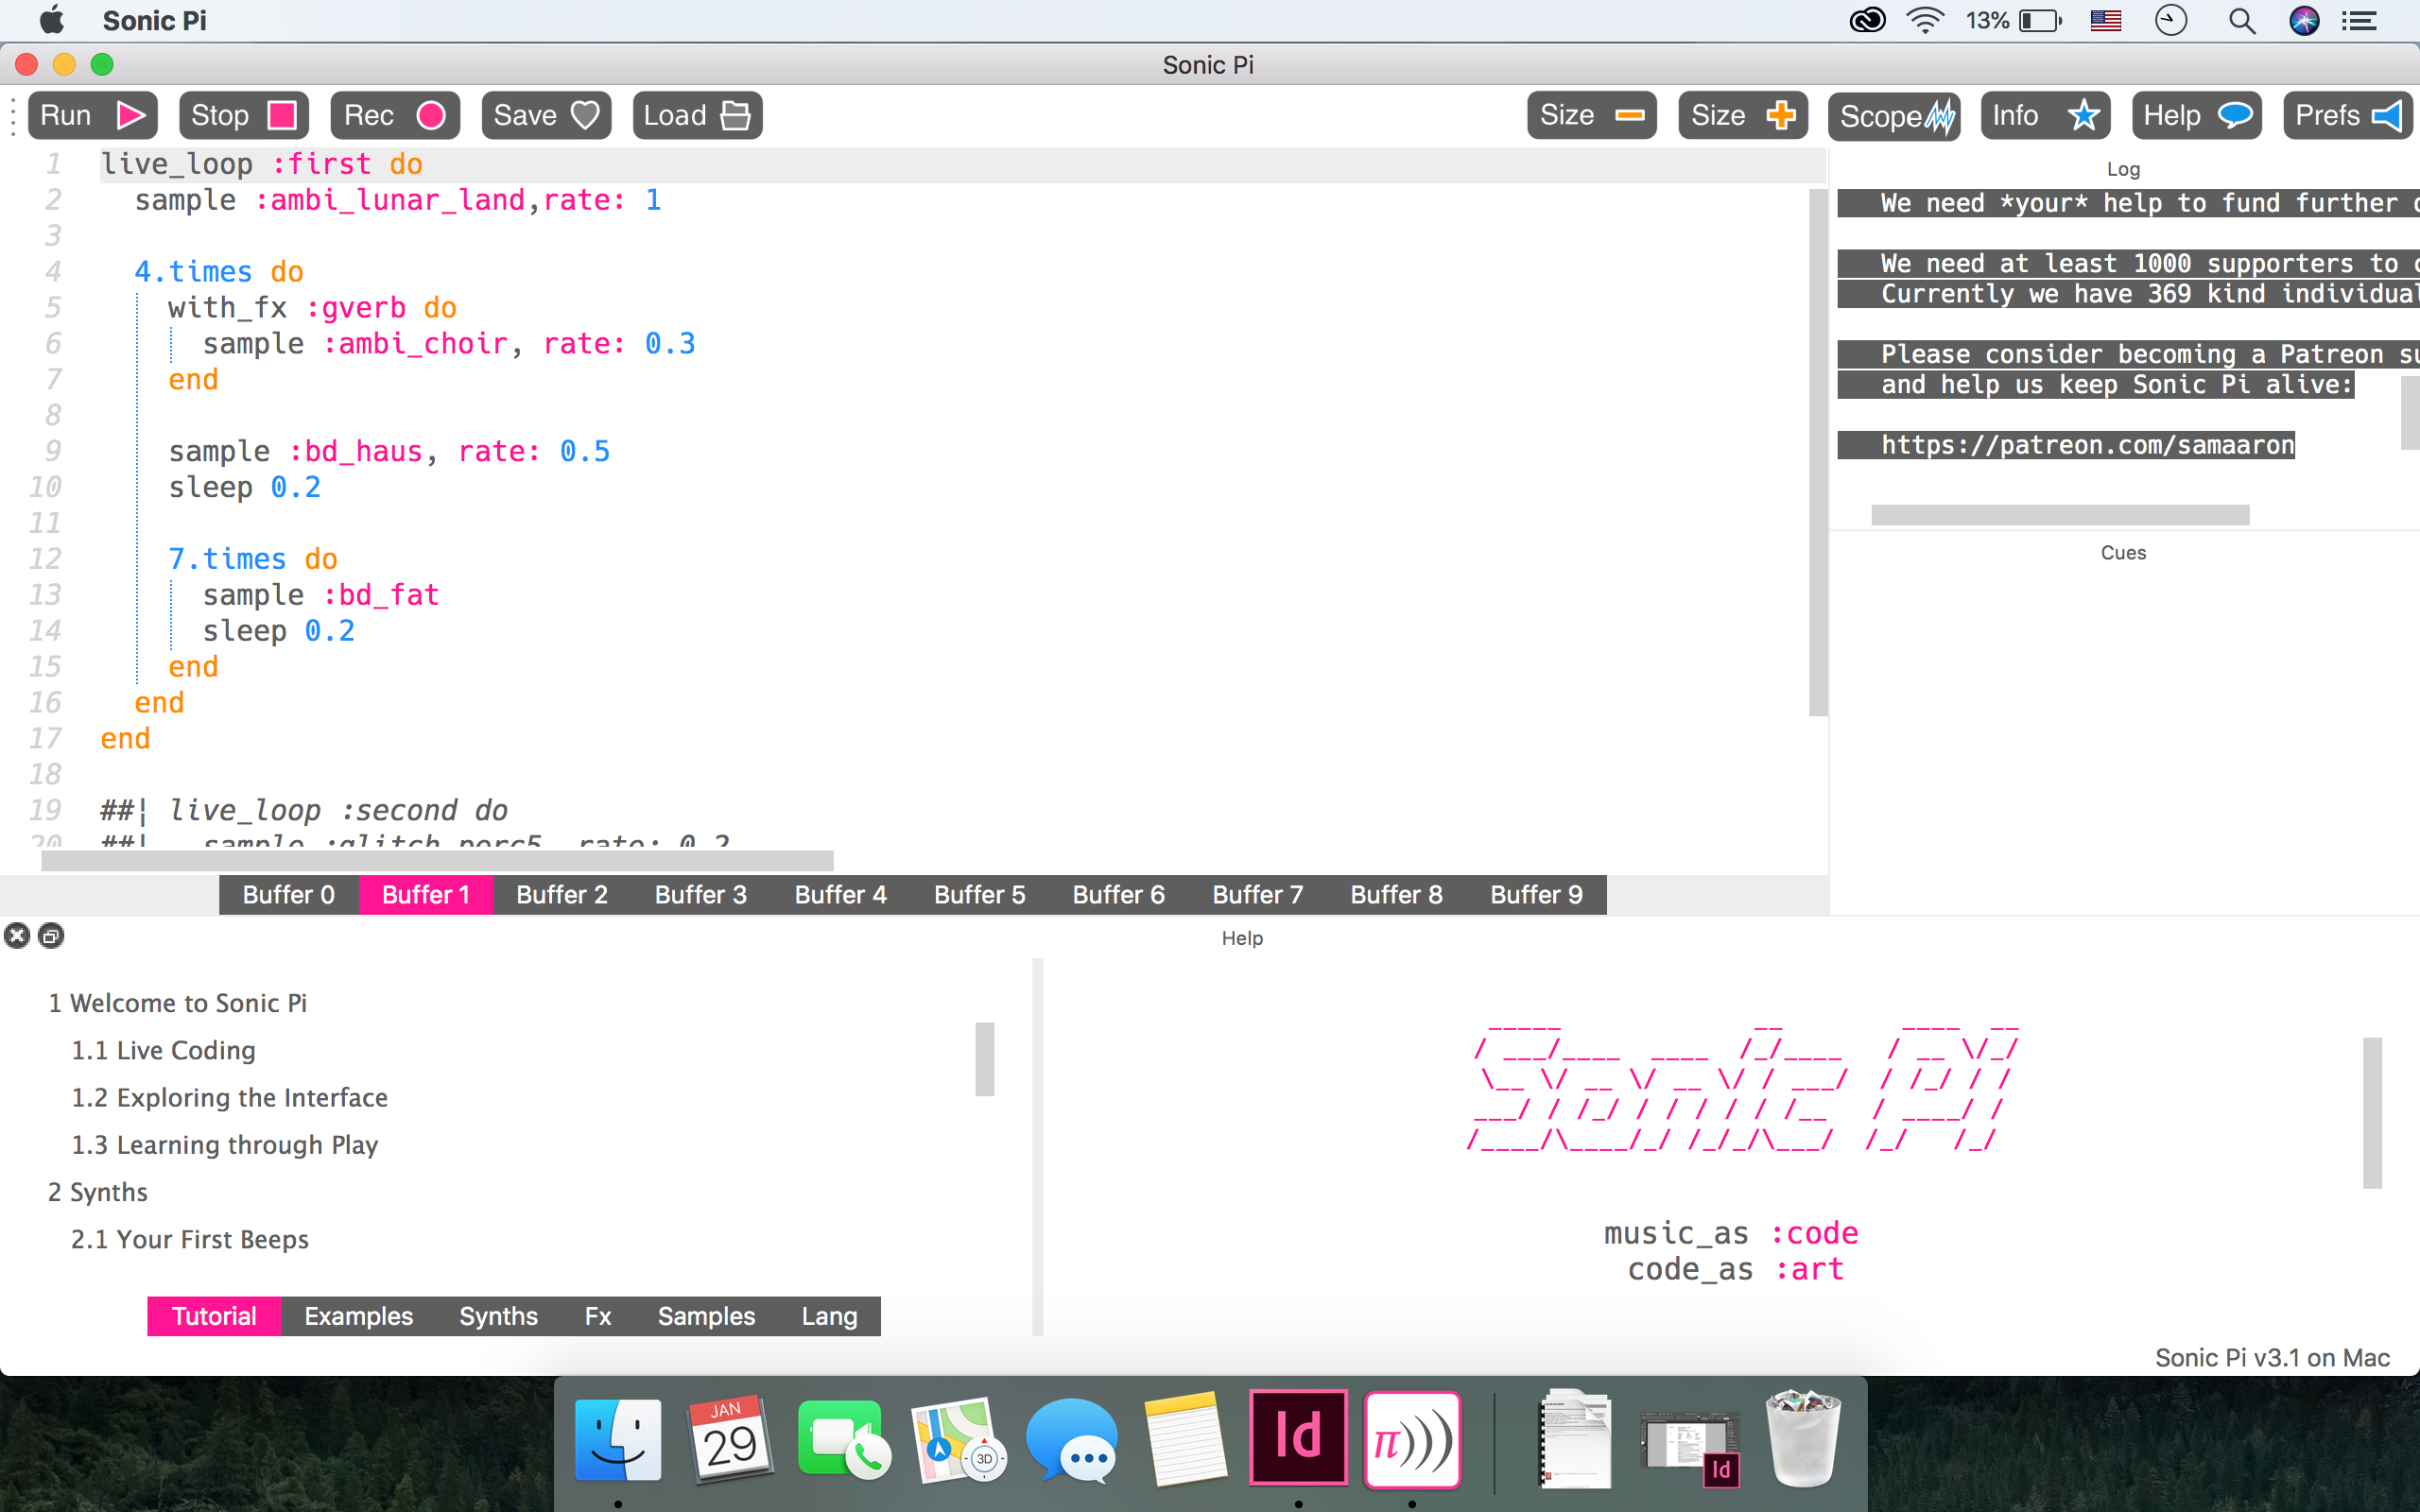 Sonic Pi
13%
Sonic Pi
Run Stop Rec Save Load Size Size Scope Info Help Prefs
1 live_loop :first do
2 sample :ambi_lunar_land,rate: 1
3
4 4.times do
5 with_fx :gverb do
6 sample :ambi_choir, rate: 0.3
7 end
8
9 sample :bd_haus, rate: 0.5
10 sleep 0.2
11
12 7.times do
13 sample :bd_fat
14 sleep 0.2
15 end
16 end
17 end
18
19 ##| live_loop :second do
20 ##| sample :glitch_perc5, rate: 0.2
Log
We need *your* help to fund further
We need at least 1000 supporters to
Currently we have 369 kind individual
Please consider becoming a Patreon
and help us keep Sonic Pi alive:
https://patreon.com/samaaron
Cues
Buffer 0 Buffer 1 Buffer 2 Buffer 3 Buffer 4 Buffer 5 Buffer 6 Buffer 7 Buffer 8 Buffer 9
Help
1 Welcome to Sonic Pi
1.1 Live Coding
1.2 Exploring the Interface
1.3 Learning through Play
2 Synths
2.1 Your First Beeps
Tutorial Examples Synths Fx Samples Lang
Sonic Pi
music_as :code
code_as :art
Sonic Pi v3.1 on Mac
JAN
29
3D
Id
π)))
Id